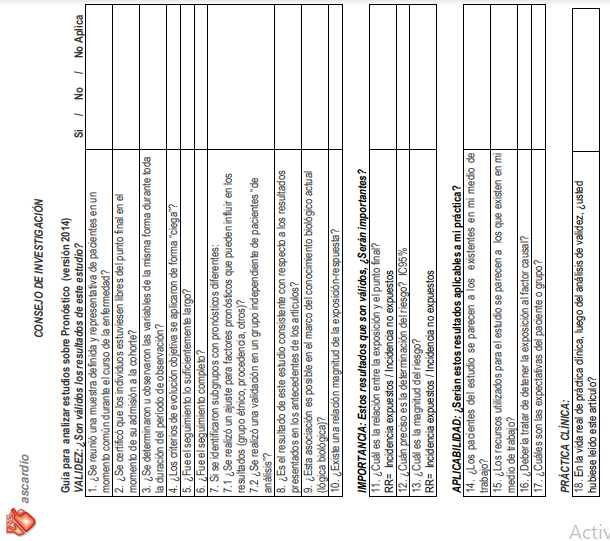 ascardio
CONSEJO DE INVESTIGACIÓN
Guía para analizar estudios sobre Pronóstico (versión 2014)
VALIDEZ: ¿Son válidos los resultados de este estudio?
Si / No / No Aplica
1. ¿Se reunió una muestra definida y representativa de pacientes en un
momento común durante el curso de la enfermedad?
2. ¿Se certificó que los individuos estuviesen libres del punto final en el
momento de su admisión a la cohorte?
3. ¿Se determinaron u observaron las variables de la misma forma durante toda
la duración del período de observación?
4. ¿Los criterios de evolución objetiva se aplicaron de forma “ciega”?
5. ¿Fue el seguimiento lo suficientemente largo?
6. ¿Fue el seguimiento completo?
7. Si se identificaron subgrupos con pronósticos diferentes:
7.1 ¿Se realizo un ajuste para factores pronósticos que pueden influir en los
resultados (grupo étnico, procedencia, otros)?
7.2 ¿Se realizo una validación en un grupo independiente de pacientes “de
análisis”?
8. ¿Es el resultado de este estudio consistente con respecto a los resultados
presentados en los antecedentes de los artículos?
9. ¿Esta asociación es posible en el marco del conocimiento biológico actual
(lógica biológica)?
10. ¿Existe una relación magnitud de la exposición-respuesta?
IMPORTANCIA: Estos resultados que son válidos, ¿Serán importantes?
11. ¿Cuál es la relación entre la exposición y el punto final?
RR= Incidencia expuestos / Incidencia no expuestos
12. ¿Cuán preciso es la determinación del riesgo? IC95%
13. ¿Cuál es la magnitud del riesgo?
RR= Incidencia expuestos / Incidencia no expuestos
APLICABILIDAD: ¿Serían estos resultados aplicables a mi práctica?
14. ¿Los pacientes del estudio se parecen a los existentes en mi medio de
trabajo?
15. ¿Los recursos utilizados para el estudio se parecen a los que existen en mi
medio de trabajo?
16. ¿Debería tratar de detener la exposición al factor causal?
17. ¿Cuáles son las expectativas del paciente o grupo?
PRÁCTICA CLÍNICA:
18. En la vida real de práctica clínica, luego del análisis de validez, ¿usted
hubiese leído este artículo?
Activ